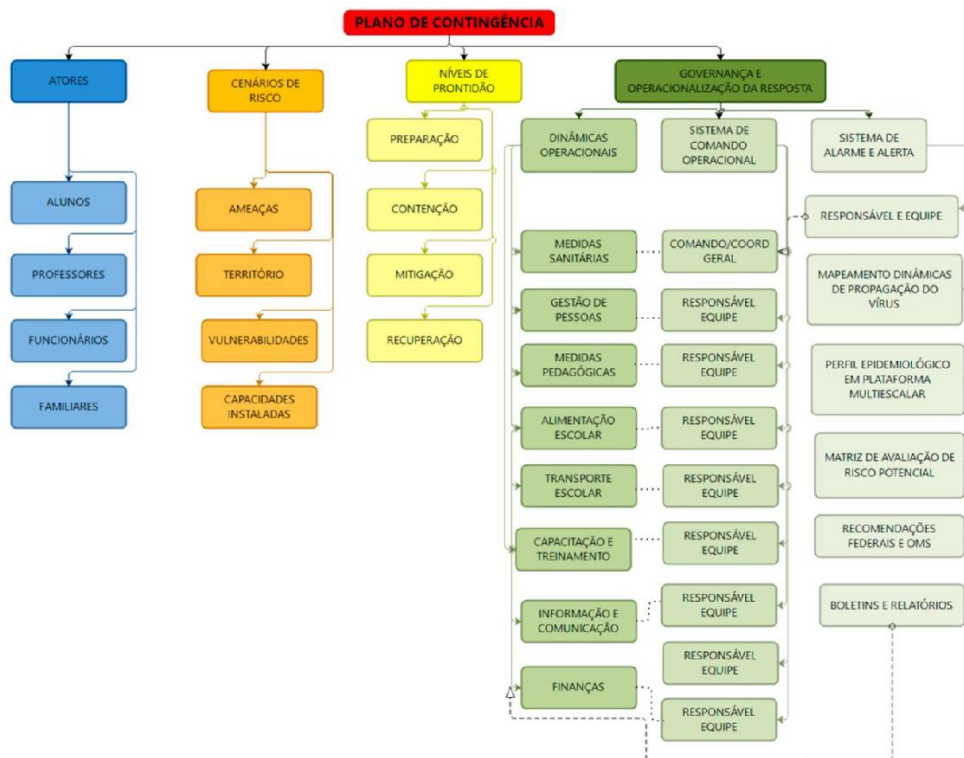 PLANO DE CONTINGÊNCIA
ATORES
ALUNOS
PROFESSORES
FUNCIONÁRIOS
FAMILIARES
CENÁRIOS DE
RISCO
AMEAÇAS
TERRITÓRIO
VULNERABILIDADES
CAPACIDADES
INSTALADAS
NÍVEIS DE
PRONTIDÃO
PREPARAÇÃO
CONTENÇÃO
MITIGAÇÃO
RECUPERAÇÃO
GOVERNANÇA E
OPERACIONALIZAÇÃO DA RESPOSTA
DINÂMICAS
OPERACIONAIS
MEDIDAS
SANITÁRIAS
GESTÃO DE
PESSOAS
MEDIDAS
PEDAGÓGICAS
ALIMENTAÇÃO
ESCOLAR
TRANSPORTE
ESCOLAR
CAPACITAÇÃO E
TREINAMENTO
INFORMAÇÃO E
COMUNICAÇÃO
FINANÇAS
SISTEMA DE
COMANDO
OPERACIONAL
COMANDO/COORD
GERAL
RESPONSÁVEL
EQUIPE
RESPONSÁVEL
EQUIPE
RESPONSÁVEL
EQUIPE
RESPONSÁVEL
EQUIPE
RESPONSÁVEL
EQUIPE
RESPONSÁVEL
EQUIPE
RESPONSÁVEL
EQUIPE
RESPONSÁVEL
EQUIPE
SISTEMA DE
ALARME E ALERTA
RESPONSÁVEL E EQUIPE
MAPEAMENTO DINÂMICAS
DE PROPAGAÇÃO DO
VÍRUS
PERFIL EPIDEMIOLÓGICO
EM PLATAFORMA
MULTIESCALAR
MATRIZ DE AVALIAÇÃO DE
RISCO POTENCIAL
RECOMENDAÇÕES
FEDERAIS E OMS
BOLETINS E RELATÓRIOS